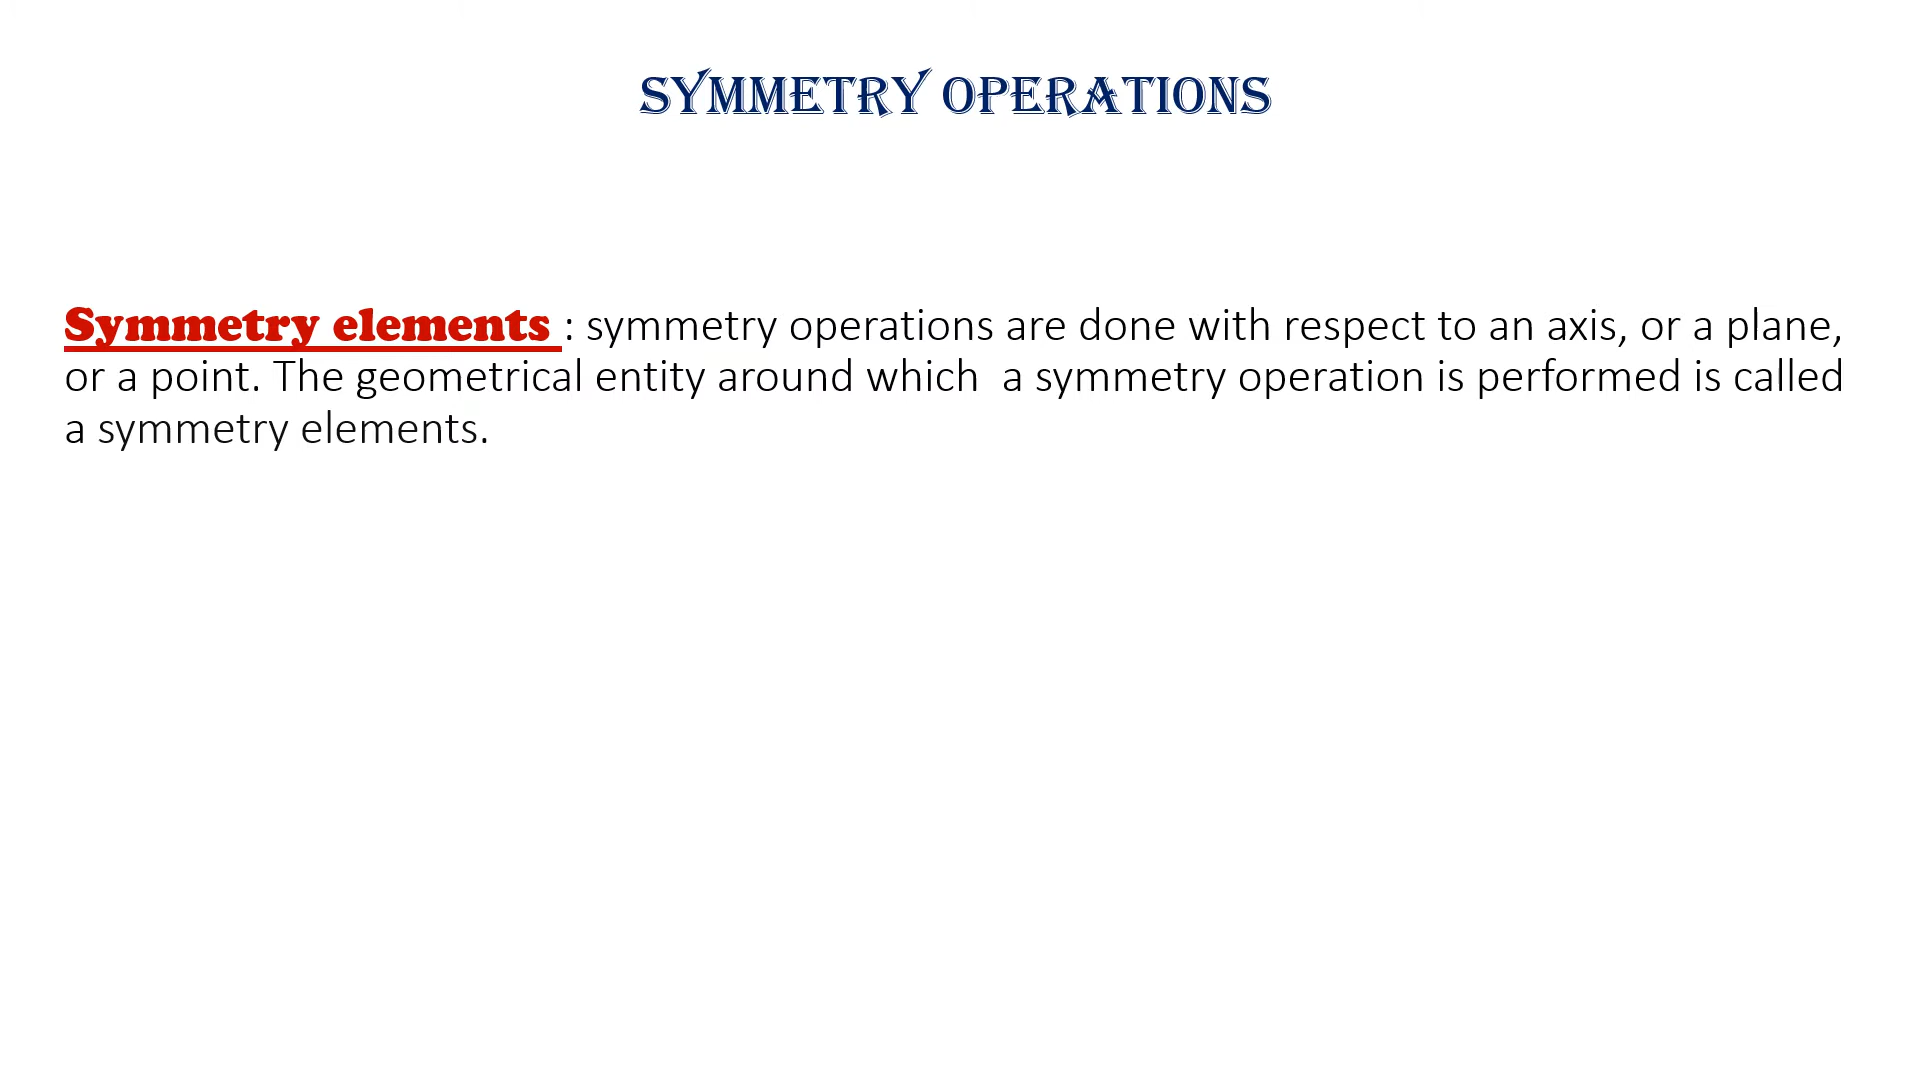 SYMMETRY OPERATIONS
Symmetry elements : symmetry operations are done with respect to an axis, or a plane,
or a point. The geometrical entity around which  a symmetry operation is performed is called
a symmetry elements.